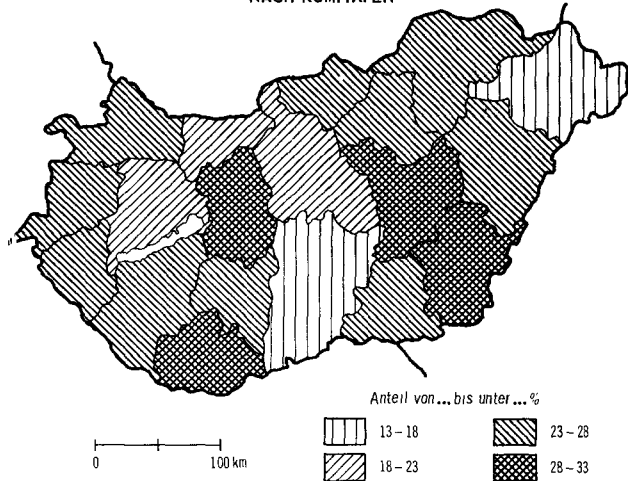 NACH KOMITATEN
Anteil von ... bis unter ... %
13-18
23-28
18-23
28-33
0 100 km